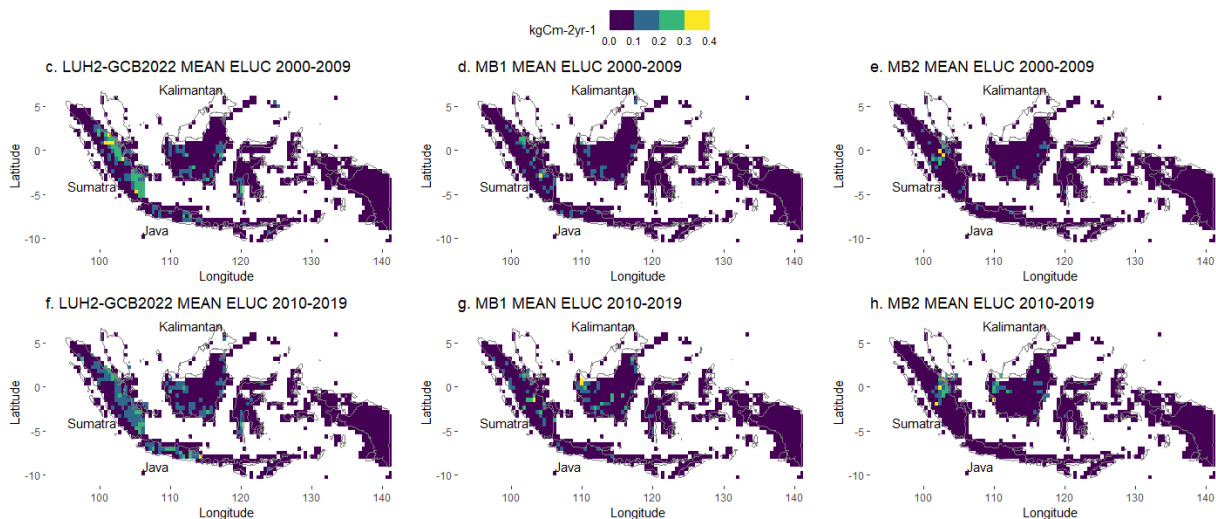 kgCm-2yr-1
0.0 0.1 0.2 0.3 0.4
c. LUH2-GCB2022 MEAN ELUC 2000-2009
Kalimantan
5
0
-5
-10
Latitude
Sumatra
Java
100 110 120 130 140
Longitude
d. MB1 MEAN ELUC 2000-2009
Kalimantan
5
0
-5
-10
Latitude
Sumatra
Java
100 110 120 130 140
Longitude
e. MB2 MEAN ELUC 2000-2009
Kalimantan
5
0
-5
-10
Latitude
Sumatra
Java
100 110 120 130 140
Longitude
f. LUH2-GCB2022 MEAN ELUC 2010-2019
Kalimantan
5
0
-5
-10
Latitude
Sumatra
Java
100 110 120 130 140
Longitude
g. MB1 MEAN ELUC 2010-2019
Kalimantan
5
0
-5
-10
Latitude
Sumatra
Java
100 110 120 130 140
Longitude
h. MB2 MEAN ELUC 2010-2019
Kalimantan
5
0
-5
-10
Latitude
Sumatra
Java
100 110 120 130 140
Longitude